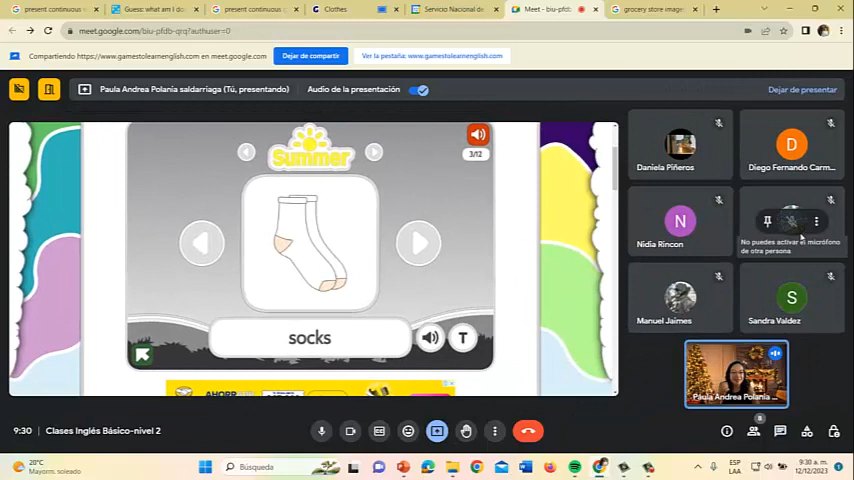 present continuous
Guess: what am I do
present continuous
Clothes
Servicio Nacional de
Meet - biu-pfdb
grocery store image
meet.google.com/biu-pfdb-qrq?authuser=0
Compartiendo https://www.gamestolearnenglish.com en meet.google.com
Dejar de compartir
Ver la pestaña: www.gamestolearnenglish.com
Paula Andrea Polania saldarriaga (Tú, presentando)
Audio de la presentación
Dejar de presentar
Summer
3/12
socks
T
Daniela Piñeros
D
Diego Fernando Carm...
N
Nidia Rincon
No puedes activar el micrófono
de otra persona
Manuel Jaimes
S
Sandra Valdez
Paula Andrea Polania ...
9:30
Clases Inglés Básico-nivel 2
8
20°C
Mayorm. soleado
Búsqueda
ESP
LAA
9:30 a. m.
12/12/2023